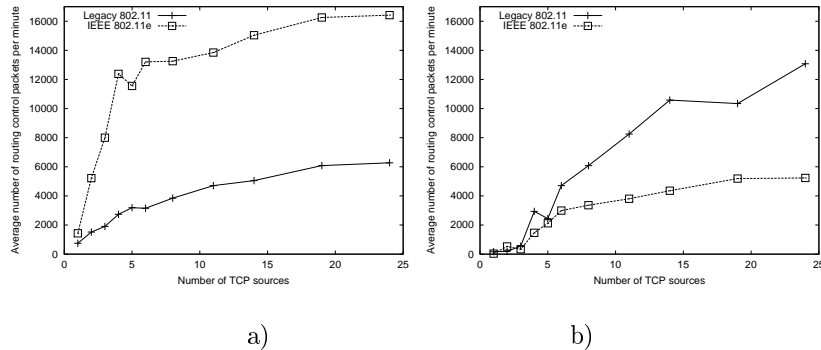 Average number of routing control packets per minute
16000
14000
12000
10000
8000
6000
4000
2000
0
Legacy 802.11
IEEE 802.11e
0 5 10 15 20 25
Number of TCP sources
a)
Average number of routing control packets per minute
16000
14000
12000
10000
8000
6000
4000
2000
0
Legacy 802.11
IEEE 802.11e
0 5 10 15 20 25
Number of TCP sources
b)